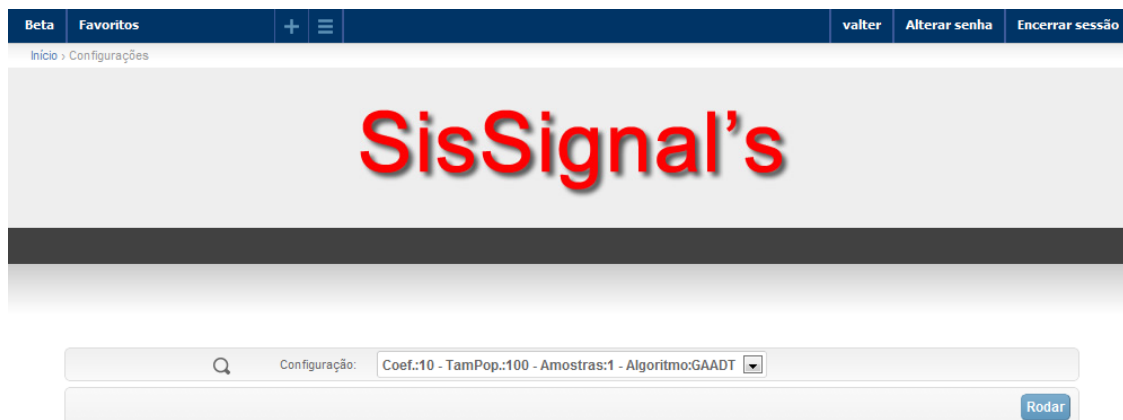 Beta Favoritos valter Alterar senha Encerrar sessão
Início › Configurações
SisSignal's
Configuração: Coef.:10 - TamPop.:100 - Amostras:1 - Algoritmo:GAADT
Rodar